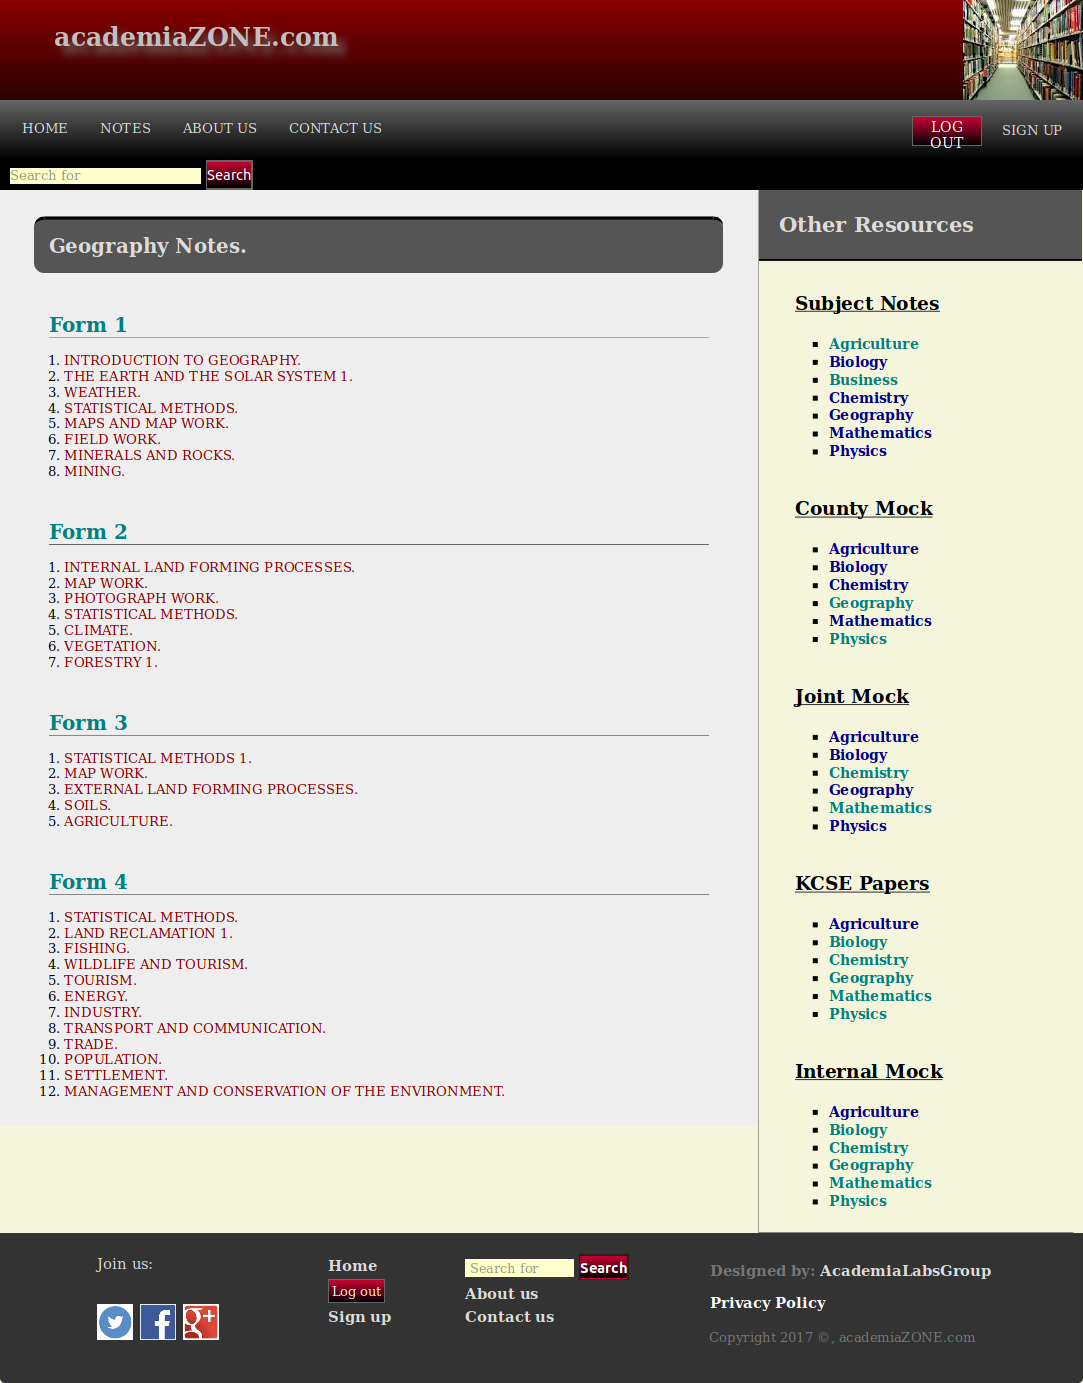 academiaZONE.com
HOME NOTES ABOUT US CONTACT US
LOG OUT
SIGN UP
Search for Search
Geography Notes.
Form 1
1. INTRODUCTION TO GEOGRAPHY.
2. THE EARTH AND THE SOLAR SYSTEM 1.
3. WEATHER.
4. STATISTICAL METHODS.
5. MAPS AND MAP WORK.
6. FIELD WORK.
7. MINERALS AND ROCKS.
8. MINING.
Form 2
1. INTERNAL LAND FORMING PROCESSES.
2. MAP WORK.
3. PHOTOGRAPH WORK.
4. STATISTICAL METHODS.
5. CLIMATE.
6. VEGETATION.
7. FORESTRY 1.
Form 3
1. STATISTICAL METHODS 1.
2. MAP WORK.
3. EXTERNAL LAND FORMING PROCESSES.
4. SOILS.
5. AGRICULTURE.
Form 4
1. STATISTICAL METHODS.
2. LAND RECLAMATION 1.
3. FISHING.
4. WILDLIFE AND TOURISM.
5. TOURISM.
6. ENERGY.
7. INDUSTRY.
8. TRANSPORT AND COMMUNICATION.
9. TRADE.
10. POPULATION.
11. SETTLEMENT.
12. MANAGEMENT AND CONSERVATION OF THE ENVIRONMENT.
Other Resources
Subject Notes
Agriculture
Biology
Business
Chemistry
Geography
Mathematics
Physics
County Mock
Agriculture
Biology
Chemistry
Geography
Mathematics
Physics
Joint Mock
Agriculture
Biology
Chemistry
Geography
Mathematics
Physics
KCSE Papers
Agriculture
Biology
Chemistry
Geography
Mathematics
Physics
Internal Mock
Agriculture
Biology
Chemistry
Geography
Mathematics
Physics
Join us:
Home
Log out
Sign up
Search for Search
About us
Contact us
Designed by: AcademiaLabsGroup
Privacy Policy
Copyright 2017 ©, academiaZONE.com